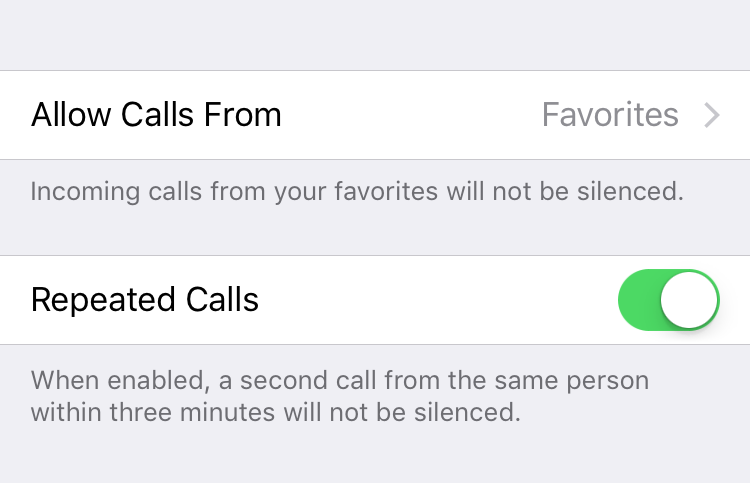 Allow Calls From Favorites
Incoming calls from your favorites will not be silenced.
Repeated Calls
When enabled, a second call from the same person
within three minutes will not be silenced.